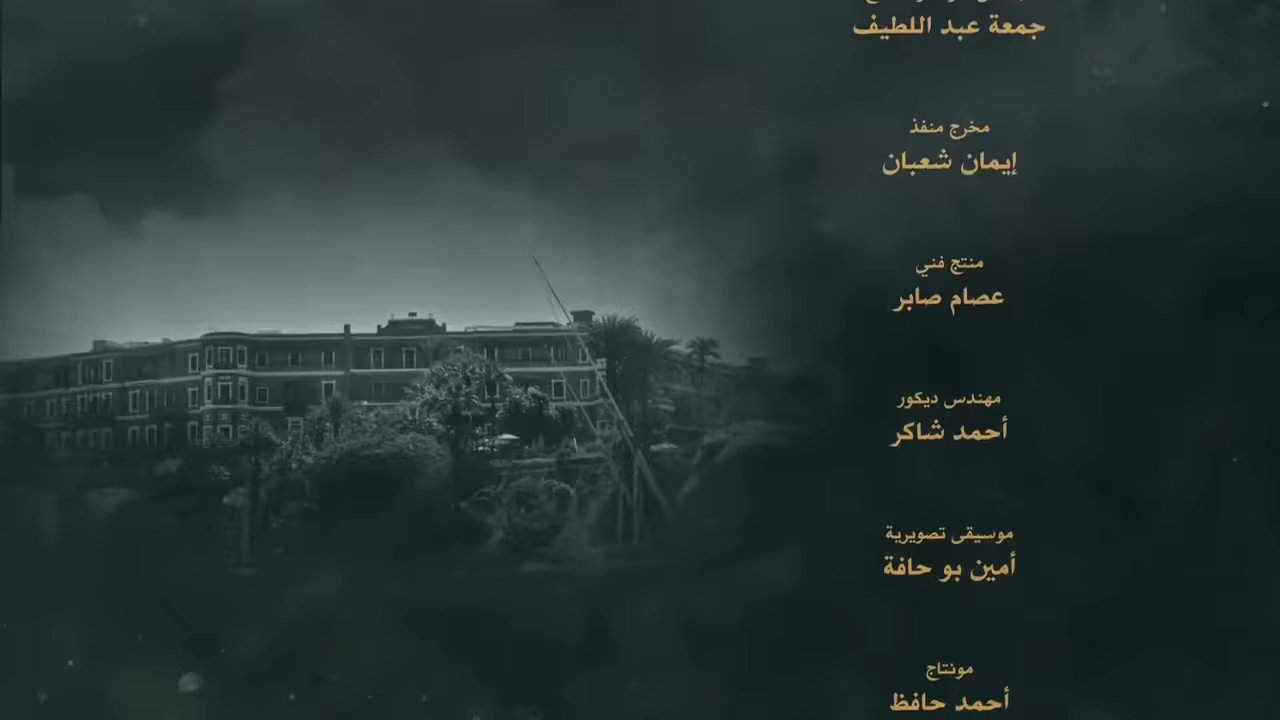 جمعة عبد اللطيف
مخرج منفذ
إيمان شعبان
منتج فني
عصام صابر
مهندس ديكور
أحمد شاكر
موسيقى تصويرية
أمين بو حافة
مونتاج
أحمد حافظ